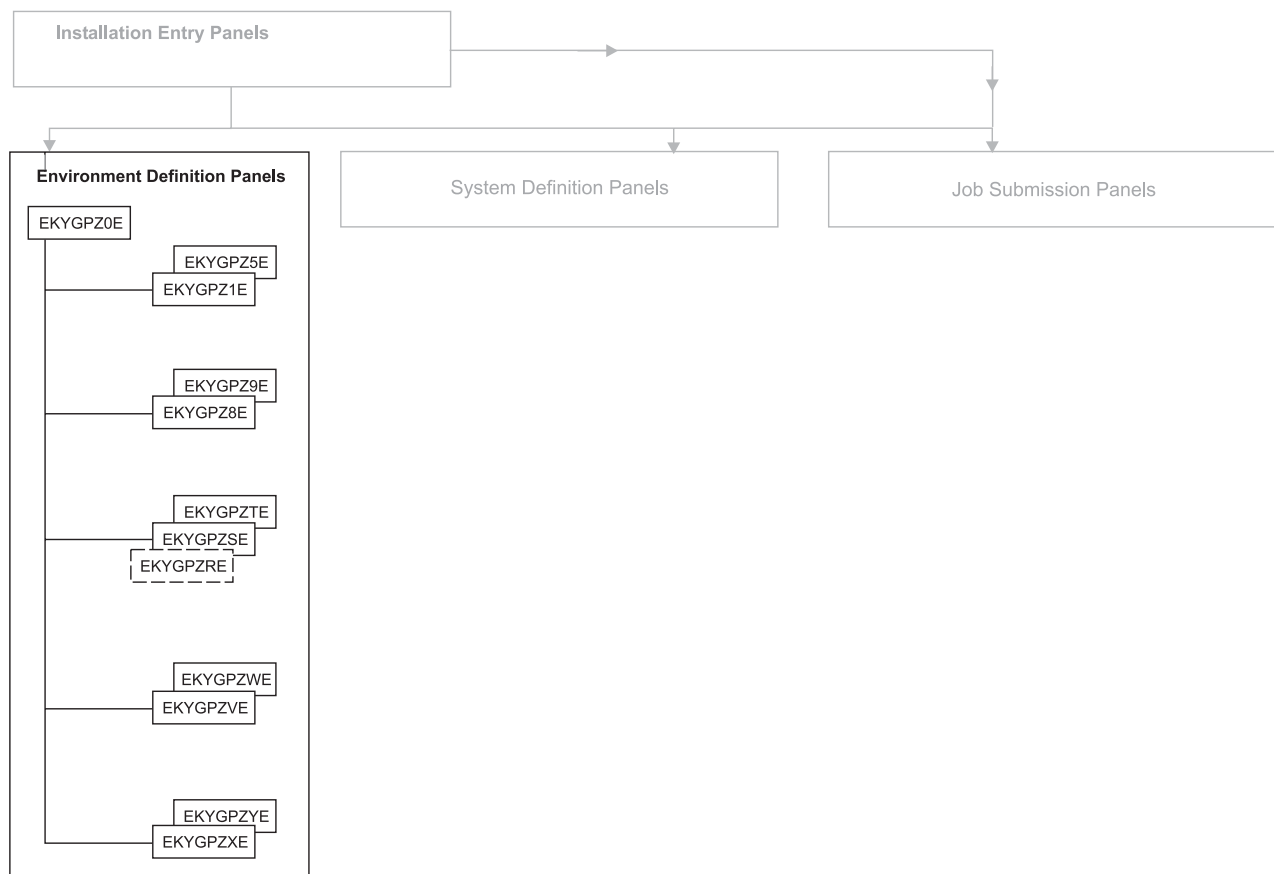 Installation Entry Panels
Environment Definition Panels
System Definition Panels
Job Submission Panels
EKYGPZ0E
EKYGPZ5E
EKYGPZ1E
EKYGPZ9E
EKYGPZ8E
EKYGPZTE
EKYGPZSE
EKYGPZRE
EKYGPZWE
EKYGPZVE
EKYGPZYE
EKYGPZXE